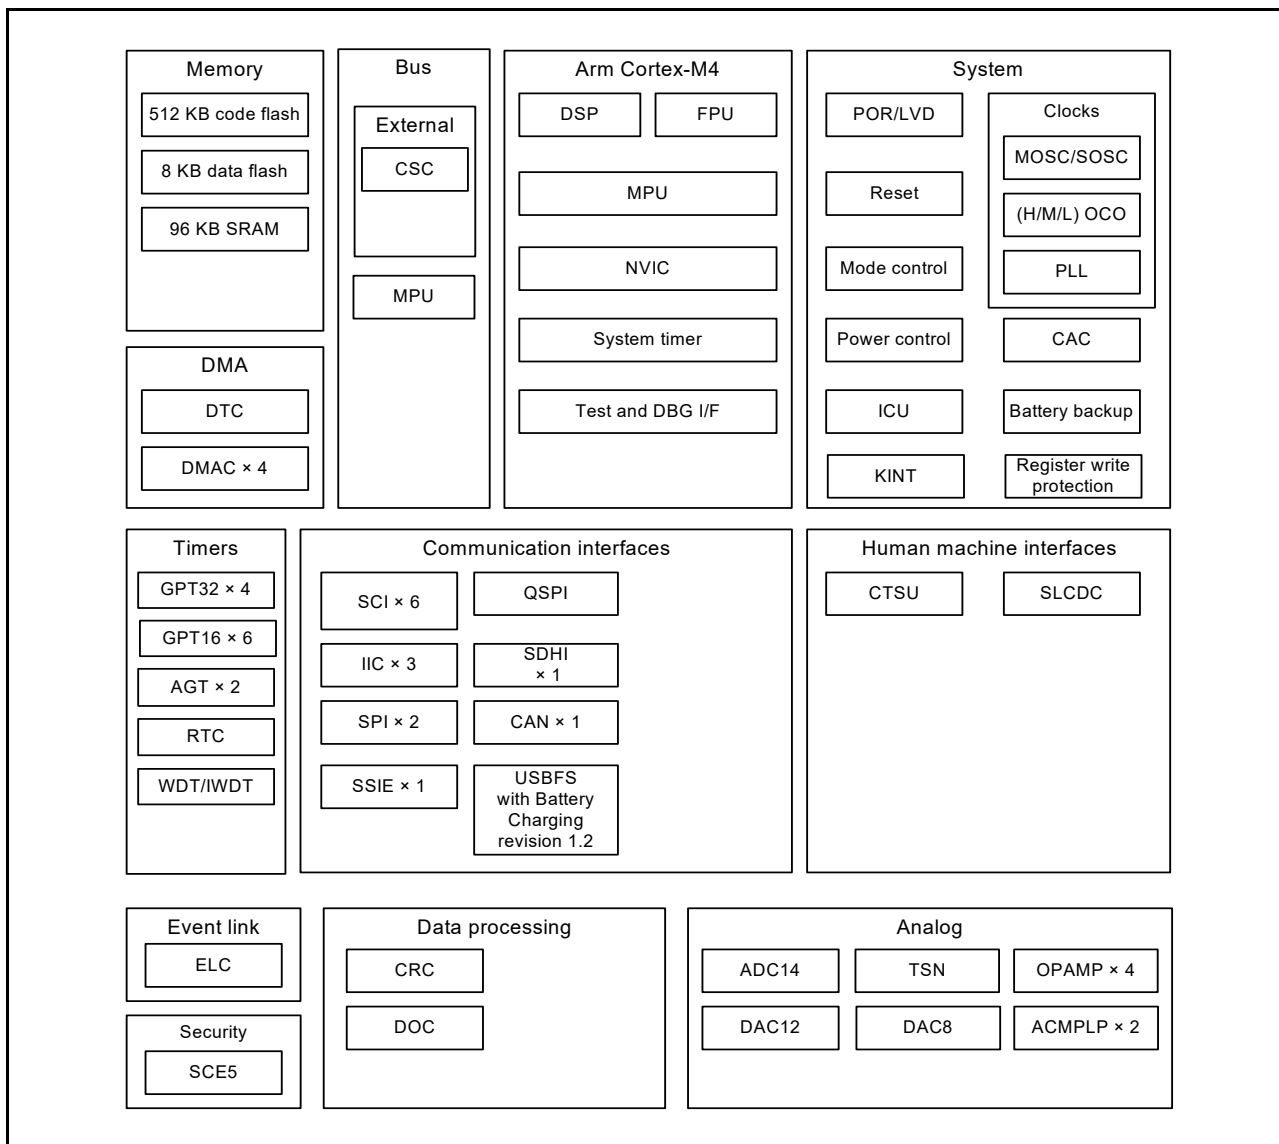 Memory
512 KB code flash
8 KB data flash
96 KB SRAM
DMA
DTC
DMAC × 4
Bus
External
CSC
MPU
Arm Cortex-M4
DSP
FPU
MPU
NVIC
System timer
Test and DBG I/F
System
POR/LVD
Reset
Mode control
Power control
ICU
KINT
Clocks
MOSC/SOSC
(H/M/L) OCO
PLL
CAC
Battery backup
Register write
protection
Timers
GPT32 × 4
GPT16 × 6
AGT × 2
RTC
WDT/IWDT
Communication interfaces
SCI × 6
IIC × 3
SPI × 2
SSIE × 1
QSPI
SDHI
× 1
CAN × 1
USBFS
with Battery
Charging
revision 1.2
Human machine interfaces
CTSU
SLCDC
Event link
ELC
Security
SCE5
Data processing
CRC
DOC
Analog
ADC14
TSN
OPAMP × 4
DAC12
DAC8
ACMPLP × 2